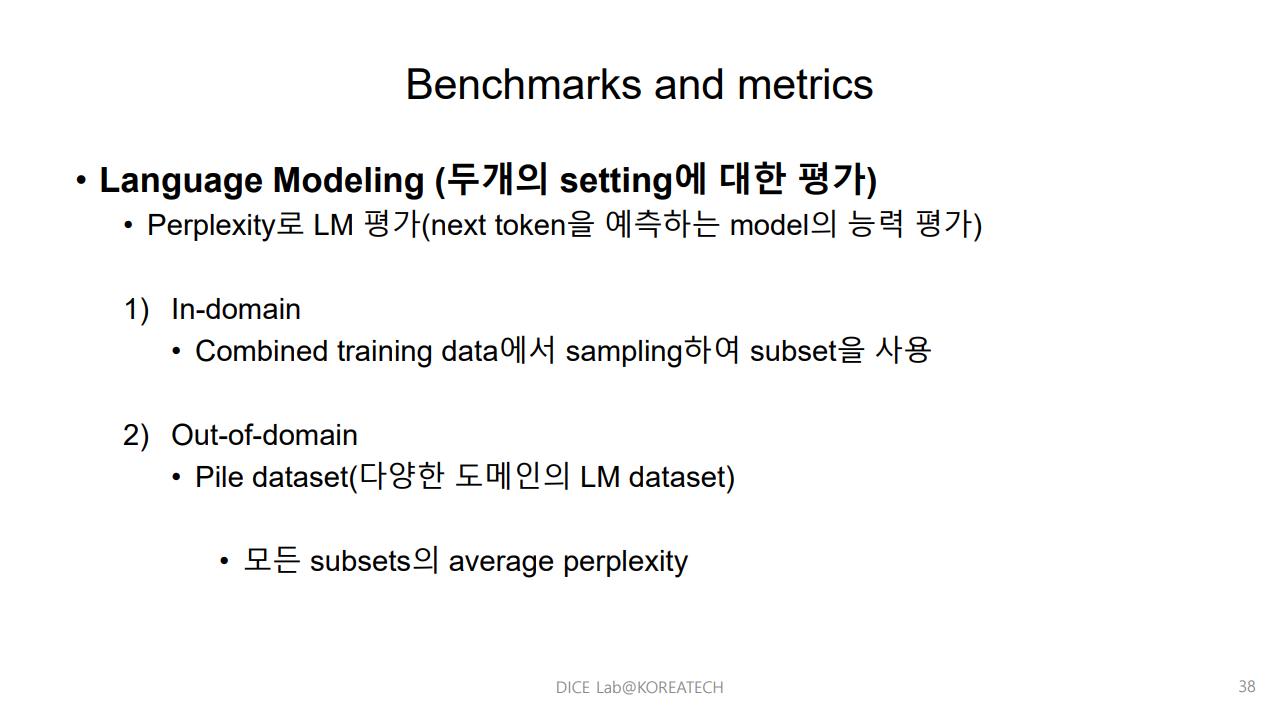 Benchmarks and metrics
• Language Modeling (두개의 setting에 대한 평가)
• Perplexity로 LM 평가(next token을 예측하는 model의 능력 평가)
1) In-domain
• Combined training data에서 sampling하여 subset을 사용
2) Out-of-domain
• Pile dataset(다양한 도메인의 LM dataset)
• 모든 subsets의 average perplexity
DICE Lab@KOREATECH
38